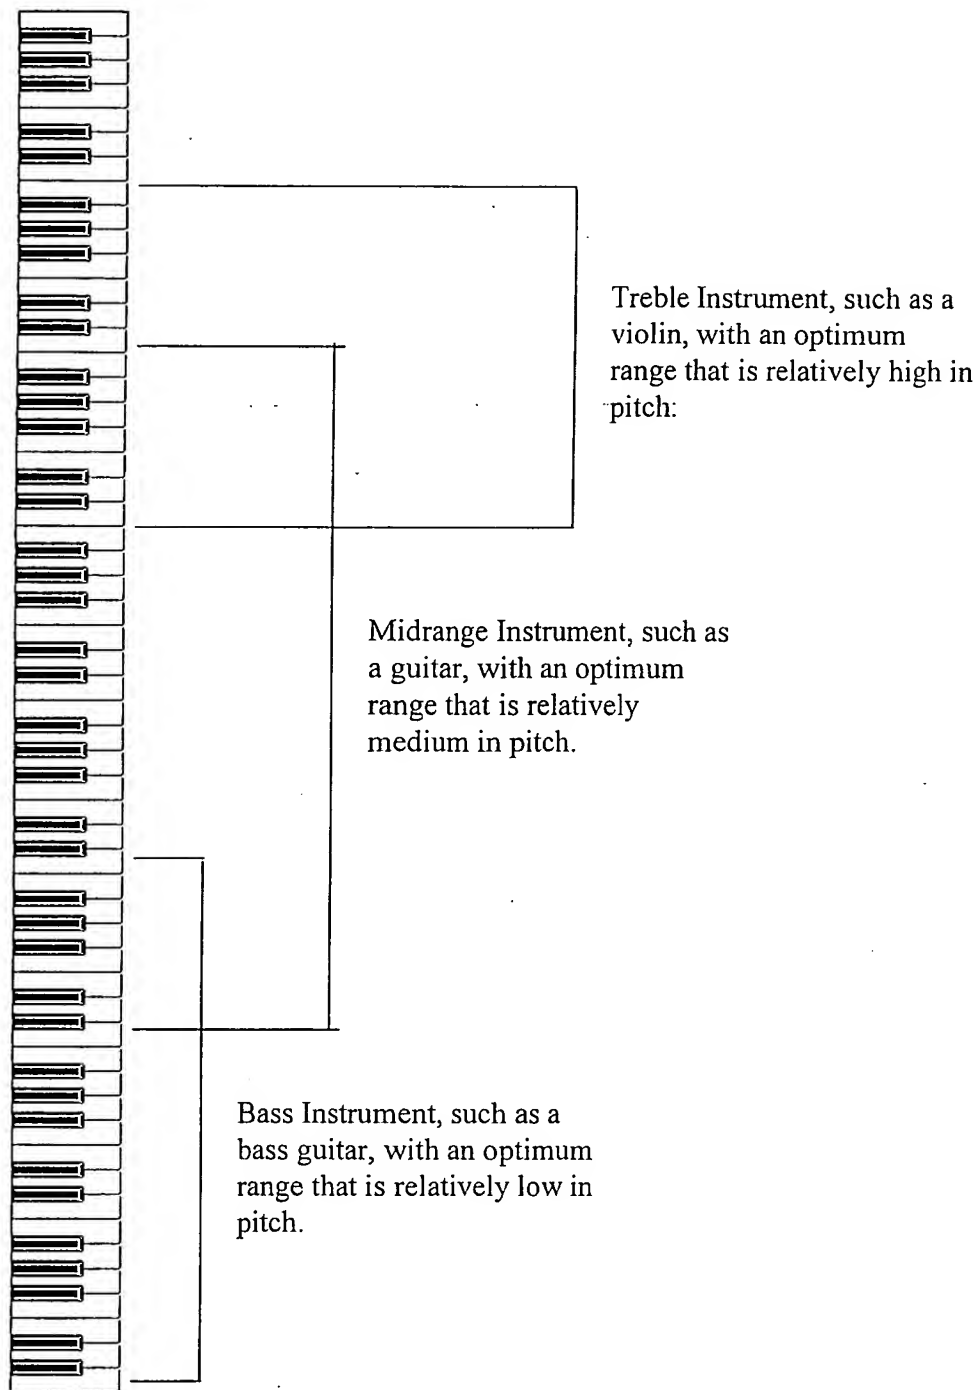 Treble Instrument, such as a
violin, with an optimum
range that is relatively high in
pitch:
Midrange Instrument, such as
a guitar, with an optimum
range that is relatively
medium in pitch.
Bass Instrument, such as a
bass guitar, with an optimum
range that is relatively low in
pitch.